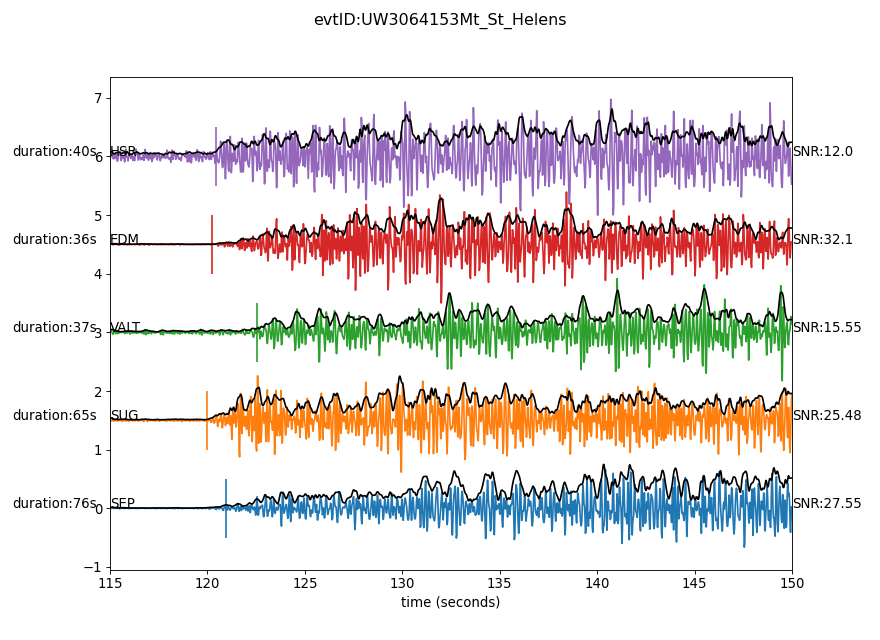 evtID:UW3064153Mt_St_Helens
7
duration:40s HSR SNR:12.0
6
5
duration:36s EDM SNR:32.1
4
duration:37s VALT SNR:15.55
3
2
duration:65s SUG SNR:25.48
1
duration:76s SEP SNR:27.55
0
−1
115 120 125 130 135 140 145 150
time (seconds)